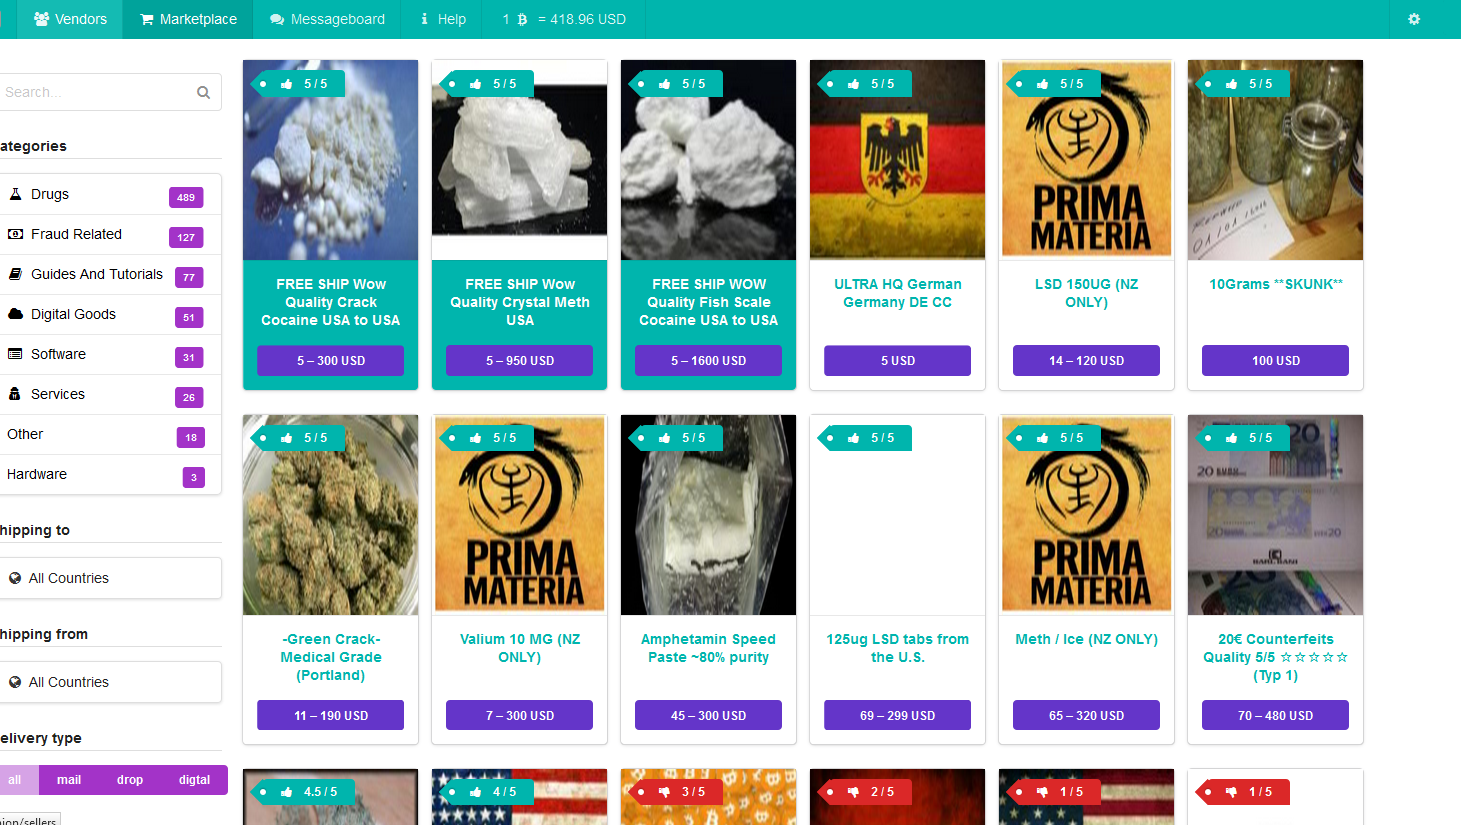 Vendors
Marketplace
Messageboard
Help
1 = 418.96 USD
Search...
ategories
Drugs 489
Fraud Related 127
Guides And Tutorials 77
Digital Goods 51
Software 31
Services 26
Other 18
Hardware 3
hipping to
All Countries
hipping from
All Countries
elivery type
all mail drop digtal
ion/sellers
5 / 5
FREE SHIP Wow
Quality Crack
Cocaine USA to USA
5 – 300 USD
5 / 5
FREE SHIP Wow
Quality Crystal Meth
USA
5 – 950 USD
5 / 5
FREE SHIP WOW
Quality Fish Scale
Cocaine USA to USA
5 – 1600 USD
5 / 5
ULTRA HQ German
Germany DE CC
5 USD
5 / 5
PRIMA
MATERIA
LSD 150UG (NZ
ONLY)
14 – 120 USD
5 / 5
10Grams **SKUNK**
100 USD
5 / 5
-Green Crack-
Medical Grade
(Portland)
11 – 190 USD
5 / 5
PRIMA
MATERIA
Valium 10 MG (NZ
ONLY)
7 – 300 USD
5 / 5
Amphetamin Speed
Paste ~80% purity
45 – 300 USD
5 / 5
125ug LSD tabs from
the U.S.
69 – 299 USD
5 / 5
PRIMA
MATERIA
Meth / Ice (NZ ONLY)
65 – 320 USD
5 / 5
20
20 EURO
20€ Counterfeits
Quality 5/5 ☆☆☆☆☆
(Typ 1)
70 – 480 USD
4.5 / 5
4 / 5
3 / 5
2 / 5
1 / 5
1 / 5